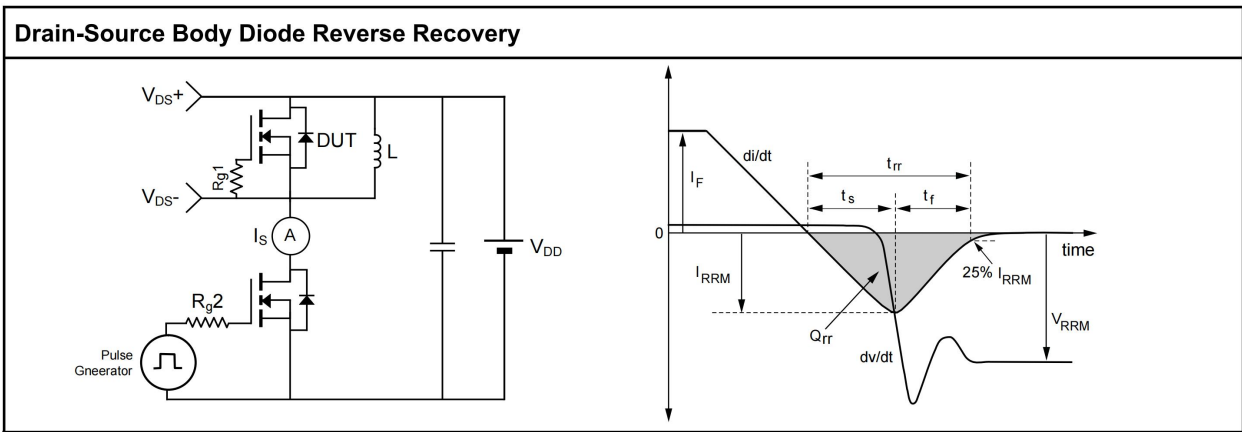 Drain-Source Body Diode Reverse Recovery
VDS+
DUT
L
Rg1
VDS-
IS
A
VDD
Rg2
Pulse
Gneerator
di/dt
trr
IF
ts
tf
0
time
IRRM
25% IRRM
VRRM
Qrr
dv/dt